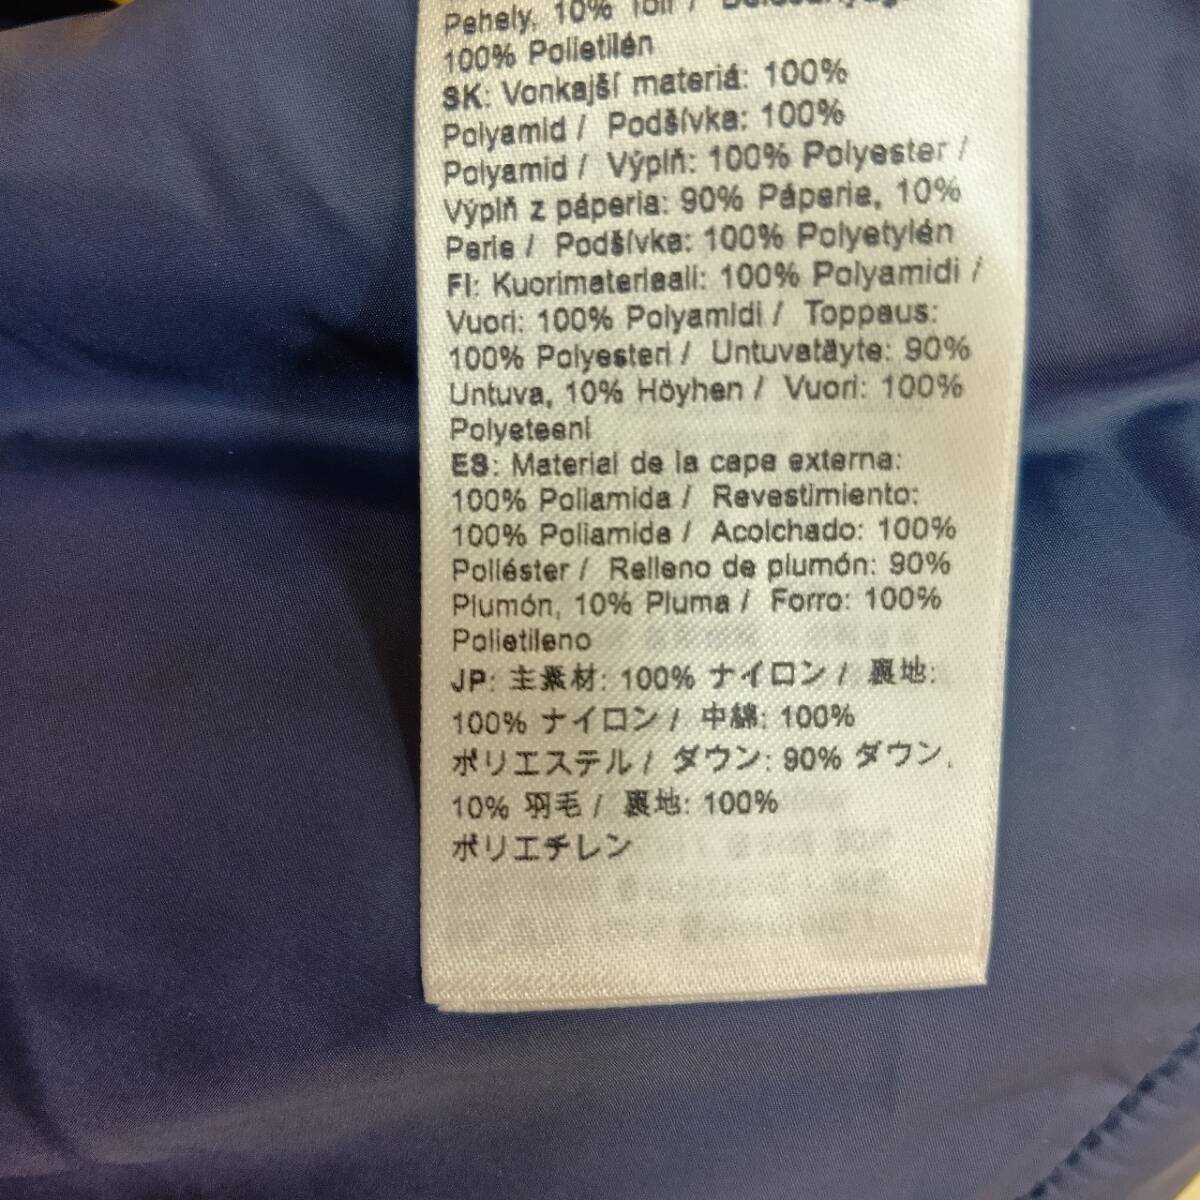 Pehely, 10% Toll /
100% Polietilén
SK: Vonkajší materiá: 100%
Polyamid / Podšívka: 100%
Polyamid / Výplň: 100% Polyester /
Výplň z páperia: 90% Páperie, 10%
Perie / Podšívka: 100% Polyetylén
FI: Kuorimateriaali: 100% Polyamidi /
Vuori: 100% Polyamidi / Toppaus:
100% Polyesteri / Untuvatäyte: 90%
Untuva, 10% Höyhen / Vuori: 100%
Polyeteeni
ES: Material de la capa externa:
100% Poliamida / Revestimiento:
100% Poliamida / Acolchado: 100%
Poliéster / Relleno de plumón: 90%
Plumón, 10% Pluma / Forro: 100%
Polietileno
JP: 主素材: 100% ナイロン / 裏地:
100% ナイロン / 中綿: 100%
ポリエステル / ダウン: 90% ダウン,
10% 羽毛 / 裏地: 100%
ポリエチレン